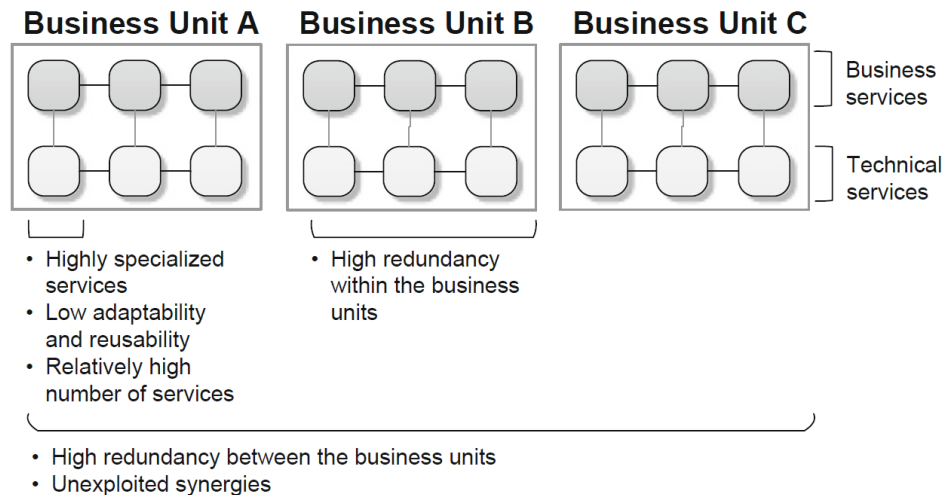 Business Unit A Business Unit B Business Unit C
Business
services
Technical
services
• Highly specialized
services
• Low adaptability
and reusability
• Relatively high
number of services
• High redundancy
within the business
units
• High redundancy between the business units
• Unexploited synergies